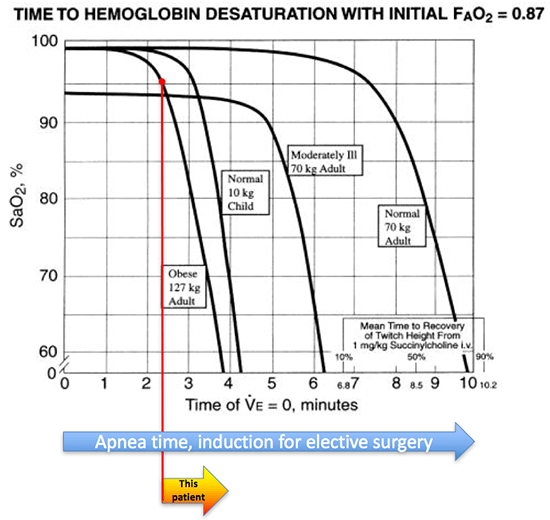 TIME TO HEMOGLOBIN DESATURATION WITH INITIAL FAO2 = 0.87
100
90
80
70
60
0
SaO2, %
Moderately Ill
70 kg Adult
Normal
10 kg
Child
Normal
70 kg
Adult
Obese
127 kg
Adult
Mean Time to Recovery
of Twitch Height From
1 mg/kg Succinylcholine i.v.
10% 50% 90%
0 1 2 3 4 5 6 6.8 7 8 8.5 9 10 10.2
Time of V̇E = 0, minutes
Apnea time, induction for elective surgery
This
patient